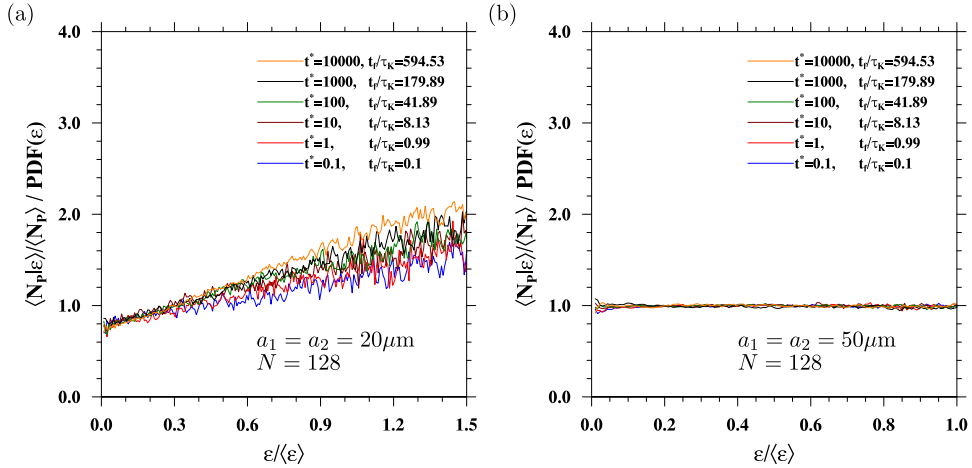 (a)
⟨N_P|ε⟩/⟨N_P⟩ / PDF(ε)
4.0
3.0
2.0
1.0
0.0
t*=10000, t_f/τ_K=594.53
t*=1000, t_f/τ_K=179.89
t*=100, t_f/τ_K=41.89
t*=10, t_f/τ_K=8.13
t*=1, t_f/τ_K=0.99
t*=0.1, t_f/τ_K=0.1
a_1 = a_2 = 20μm
N = 128
0.0 0.3 0.6 0.9 1.2 1.5
ε/⟨ε⟩
(b)
⟨N_P|ε⟩/⟨N_P⟩ / PDF(ε)
4.0
3.0
2.0
1.0
0.0
t*=10000, t_f/τ_K=594.53
t*=1000, t_f/τ_K=179.89
t*=100, t_f/τ_K=41.89
t*=10, t_f/τ_K=8.13
t*=1, t_f/τ_K=0.99
t*=0.1, t_f/τ_K=0.1
a_1 = a_2 = 50μm
N = 128
0.0 0.2 0.4 0.6 0.8 1.0
ε/⟨ε⟩